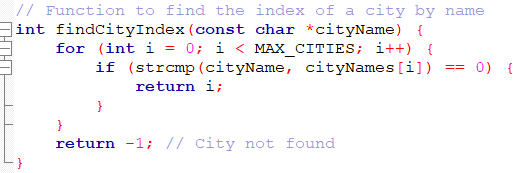 // Function to find the index of a city by name
int findCityIndex(const char *cityName) {
    for (int i = 0; i < MAX_CITIES; i++) {
        if (strcmp(cityName, cityNames[i]) == 0) {
            return i;
        }
    }
    return -1; // City not found
}